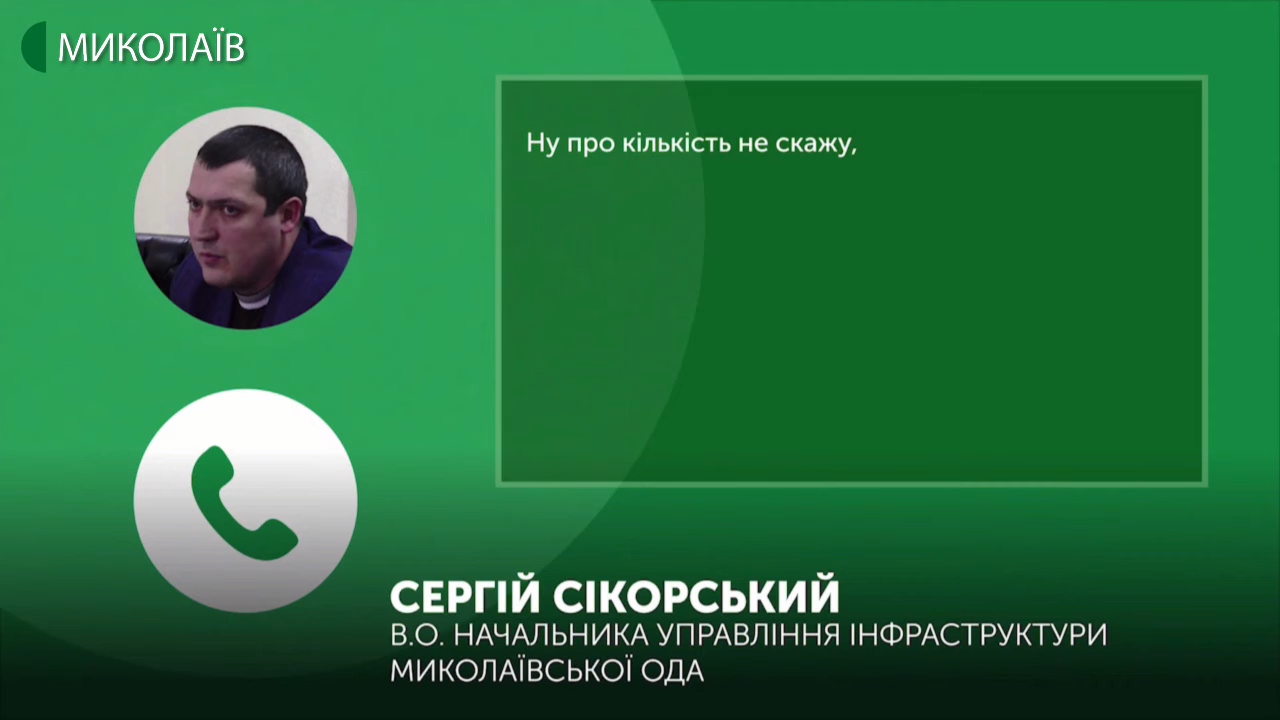 МИКОЛАЇВ
Ну про кількість не скажу,
СЕРГІЙ СІКОРСЬКИЙ
В.О. НАЧАЛЬНИКА УПРАВЛІННЯ ІНФРАСТРУКТУРИ
МИКОЛАЇВСЬКОЇ ОДА